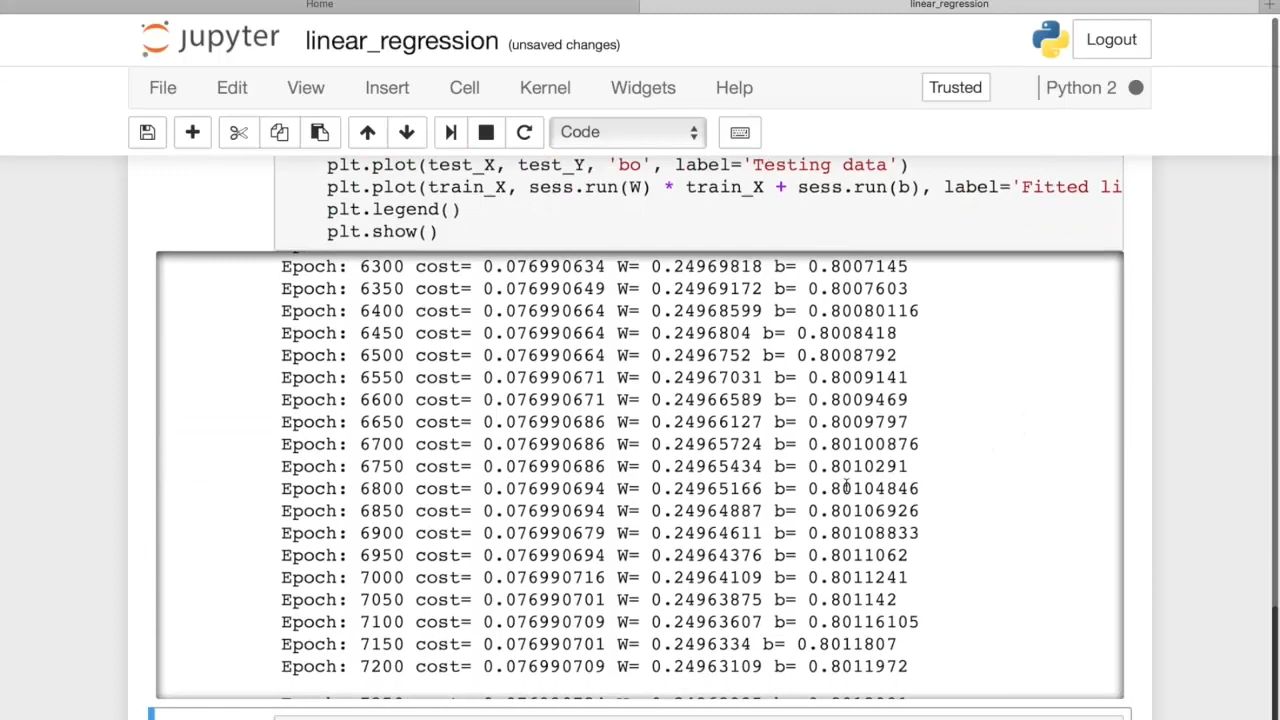 Home
linear_regression
jupyter linear_regression (unsaved changes)
Logout
File Edit View Insert Cell Kernel Widgets Help
Trusted
Python 2
Code
plt.plot(test_X, test_Y, 'bo', label='Testing data')
plt.plot(train_X, sess.run(W) * train_X + sess.run(b), label='Fitted li
plt.legend()
plt.show()
Epoch: 6300 cost= 0.076990634 W= 0.24969818 b= 0.8007145
Epoch: 6350 cost= 0.076990649 W= 0.24969172 b= 0.8007603
Epoch: 6400 cost= 0.076990664 W= 0.24968599 b= 0.80080116
Epoch: 6450 cost= 0.076990664 W= 0.2496804 b= 0.8008418
Epoch: 6500 cost= 0.076990664 W= 0.2496752 b= 0.8008792
Epoch: 6550 cost= 0.076990671 W= 0.24967031 b= 0.8009141
Epoch: 6600 cost= 0.076990671 W= 0.24966589 b= 0.8009469
Epoch: 6650 cost= 0.076990686 W= 0.24966127 b= 0.8009797
Epoch: 6700 cost= 0.076990686 W= 0.24965724 b= 0.80100876
Epoch: 6750 cost= 0.076990686 W= 0.24965434 b= 0.8010291
Epoch: 6800 cost= 0.076990694 W= 0.24965166 b= 0.80104846
Epoch: 6850 cost= 0.076990694 W= 0.24964887 b= 0.80106926
Epoch: 6900 cost= 0.076990679 W= 0.24964611 b= 0.80108833
Epoch: 6950 cost= 0.076990694 W= 0.24964376 b= 0.8011062
Epoch: 7000 cost= 0.076990716 W= 0.24964109 b= 0.8011241
Epoch: 7050 cost= 0.076990701 W= 0.24963875 b= 0.801142
Epoch: 7100 cost= 0.076990709 W= 0.24963607 b= 0.80116105
Epoch: 7150 cost= 0.076990701 W= 0.2496334 b= 0.8011807
Epoch: 7200 cost= 0.076990709 W= 0.24963109 b= 0.8011972